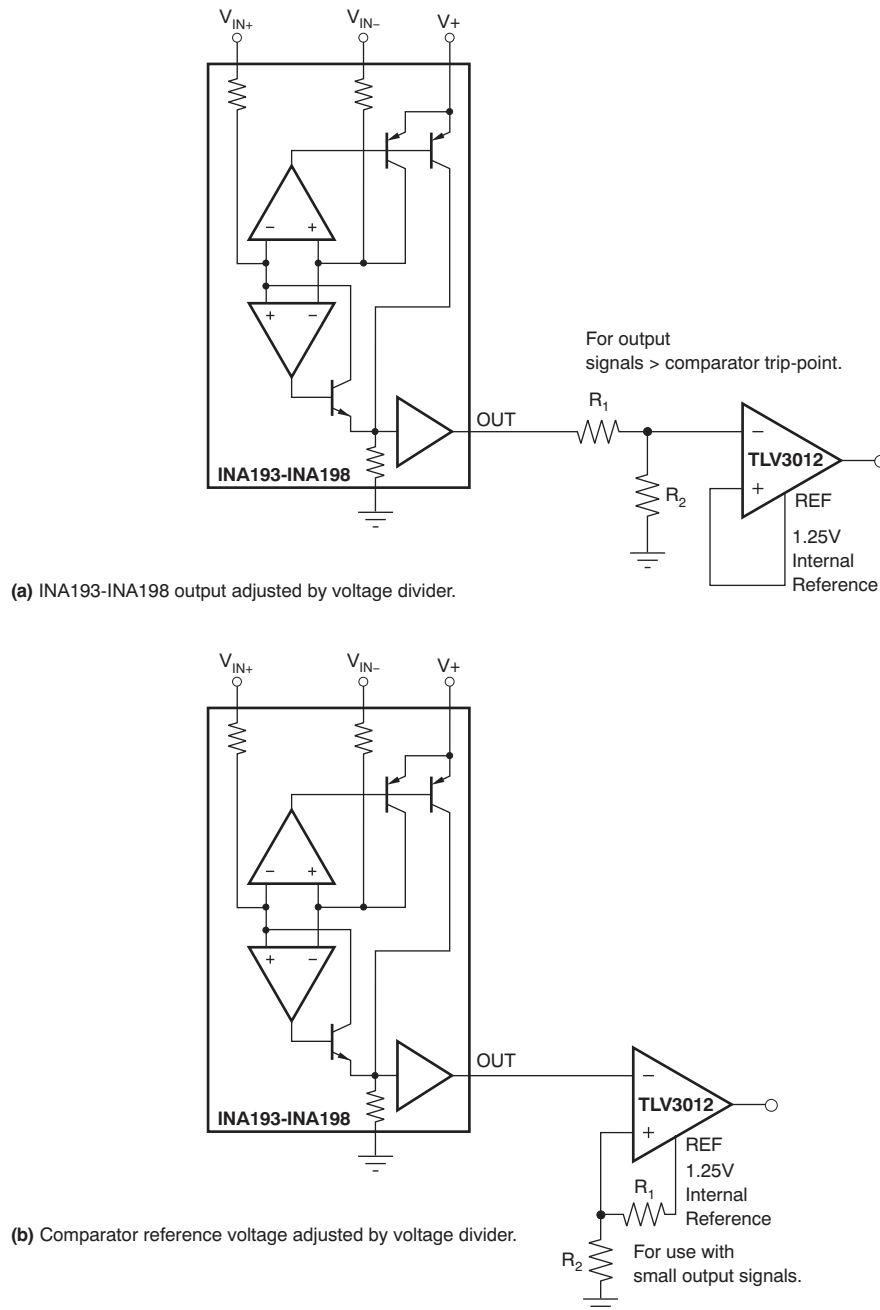 V_IN+ V_IN– V+
– +
+ –
For output
signals > comparator trip-point.
R_1
OUT
–
TLV3012
R_2
+
REF
INA193-INA198
1.25V
Internal
Reference
(a) INA193-INA198 output adjusted by voltage divider.
V_IN+ V_IN– V+
– +
+ –
OUT
–
TLV3012
+
INA193-INA198
REF
1.25V
R_1
Internal
Reference
(b) Comparator reference voltage adjusted by voltage divider.
R_2
For use with
small output signals.